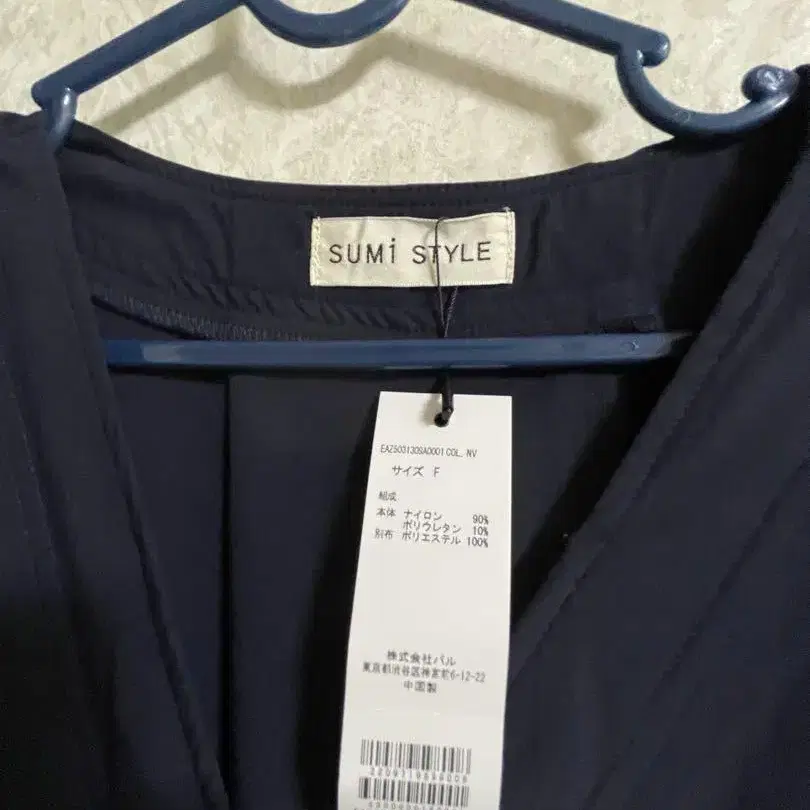 SUMi STYLE
EAZ503130SA0001 COL. NV
サイズ F
組成
本体 ナイロン 90%
ポリウレタン 10%
別布 ポリエステル 100%
株式会社パル
東京都渋谷区神宮前6-12-22
中国製